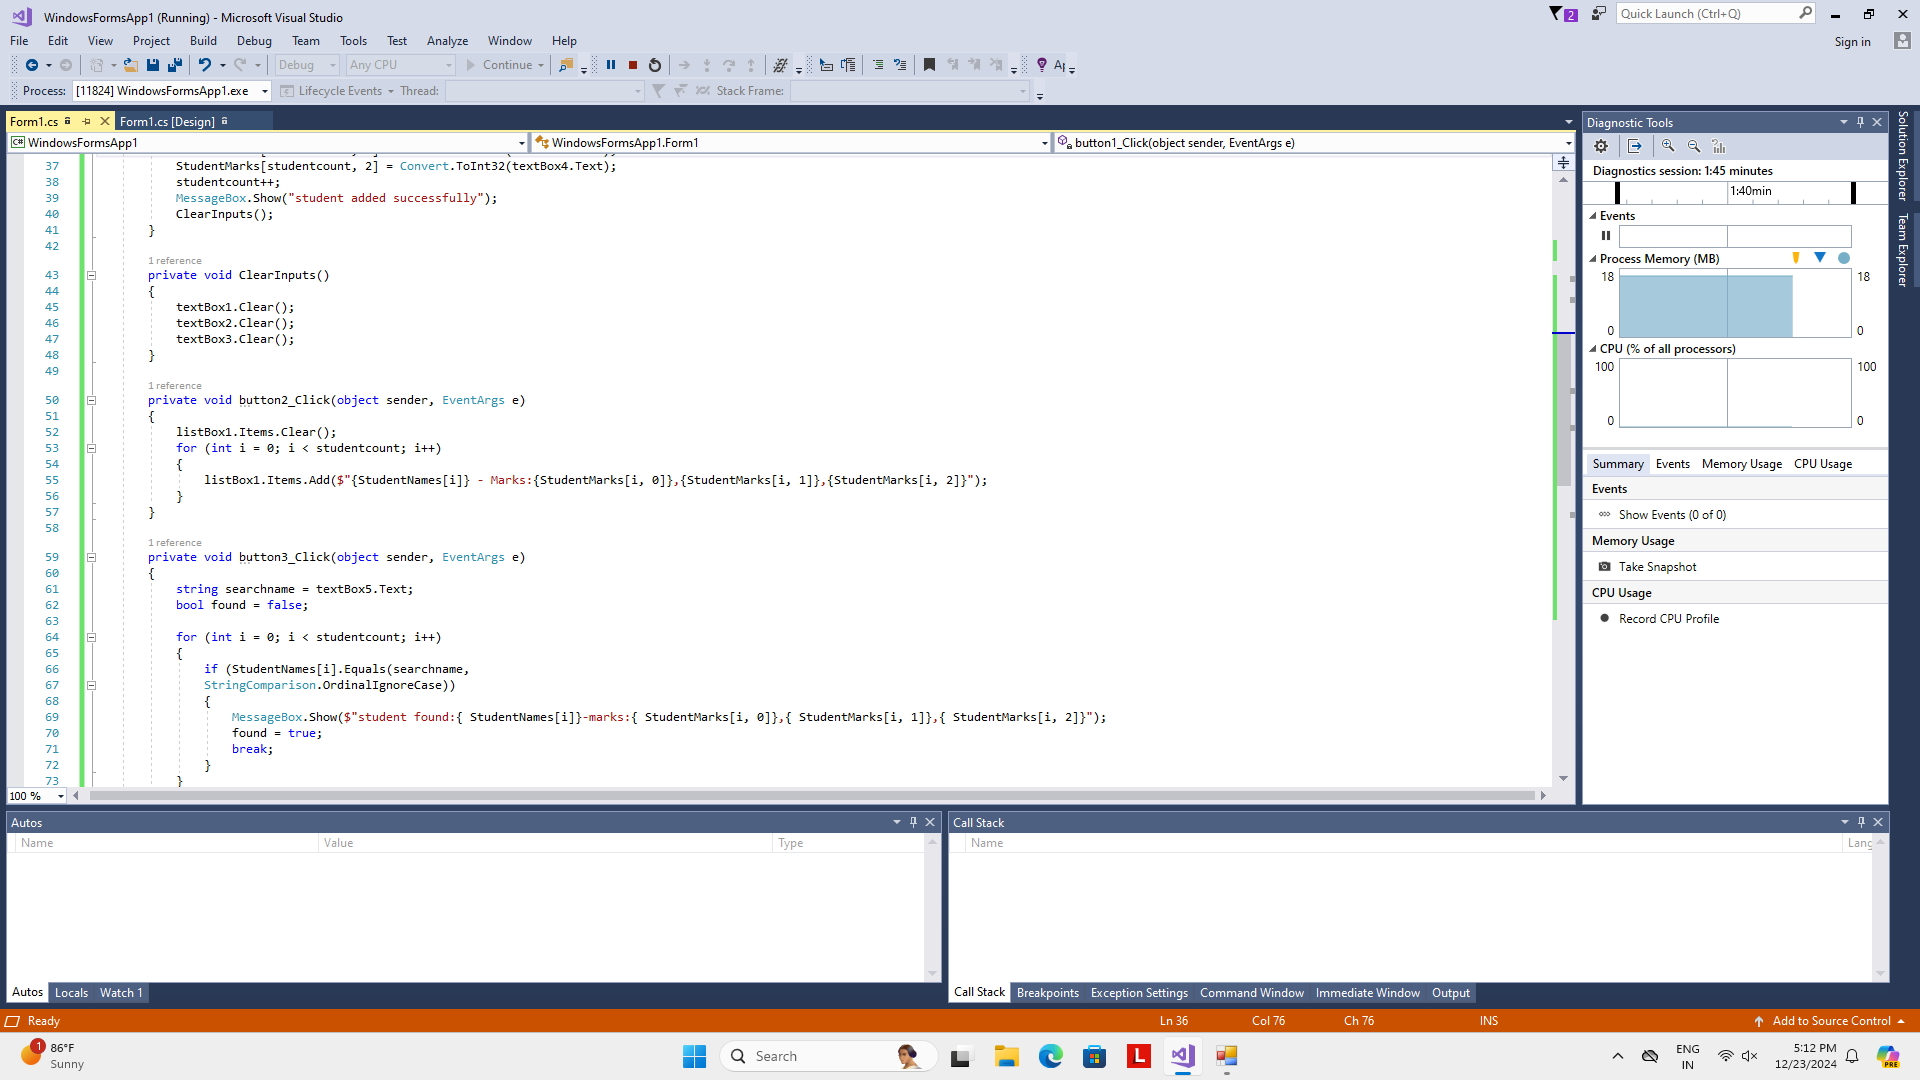 WindowsFormsApp1 (Running) - Microsoft Visual Studio
2
Quick Launch (Ctrl+Q)
File Edit View Project Build Debug Team Tools Test Analyze Window Help
Sign in
Debug Any CPU Continue
Process: [11824] WindowsFormsApp1.exe Lifecycle Events Thread: Stack Frame:
Form1.cs Form1.cs [Design]
C# WindowsFormsApp1 WindowsFormsApp1.Form1 button1_Click(object sender, EventArgs e)
37 StudentMarks[studentcount, 2] = Convert.ToInt32(textBox4.Text);
38 studentcount++;
39 MessageBox.Show("student added successfully");
40 ClearInputs();
41 }
42
1 reference
43 private void ClearInputs()
44 {
45 textBox1.Clear();
46 textBox2.Clear();
47 textBox3.Clear();
48 }
49
1 reference
50 private void button2_Click(object sender, EventArgs e)
51 {
52 listBox1.Items.Clear();
53 for (int i = 0; i < studentcount; i++)
54 {
55 listBox1.Items.Add($"{StudentNames[i]} - Marks:{StudentMarks[i, 0]},{StudentMarks[i, 1]},{StudentMarks[i, 2]}");
56 }
57 }
58
1 reference
59 private void button3_Click(object sender, EventArgs e)
60 {
61 string searchname = textBox5.Text;
62 bool found = false;
63
64 for (int i = 0; i < studentcount; i++)
65 {
66 if (StudentNames[i].Equals(searchname,
67 StringComparison.OrdinalIgnoreCase))
68 {
69 MessageBox.Show($"student found:{ StudentNames[i]}-marks:{ StudentMarks[i, 0]},{ StudentMarks[i, 1]},{ StudentMarks[i, 2]}");
70 found = true;
71 break;
72 }
73 }
100 %
Diagnostic Tools
Diagnostics session: 1:45 minutes
1:40min
Events
Process Memory (MB)
18 18
0 0
CPU (% of all processors)
100 100
0 0
Summary Events Memory Usage CPU Usage
Events
Show Events (0 of 0)
Memory Usage
Take Snapshot
CPU Usage
Record CPU Profile
Solution Explorer
Team Explorer
Autos
Name Value Type
Autos Locals Watch 1
Call Stack
Name Lang
Call Stack Breakpoints Exception Settings Command Window Immediate Window Output
Ready Ln 36 Col 76 Ch 76 INS Add to Source Control
1
86°F
Sunny
Search
L
ENG
IN
5:12 PM
12/23/2024
PRE